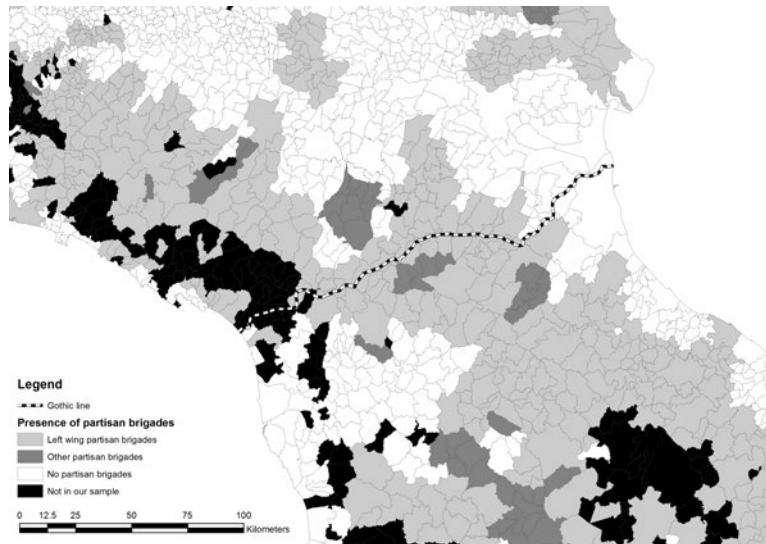 Legend
Gothic line
Presence of partisan brigades
Left wing partisan brigades
Other partisan brigades
No partisan brigades
Not in our sample
0 12.5 25 50 75 100
Kilometers